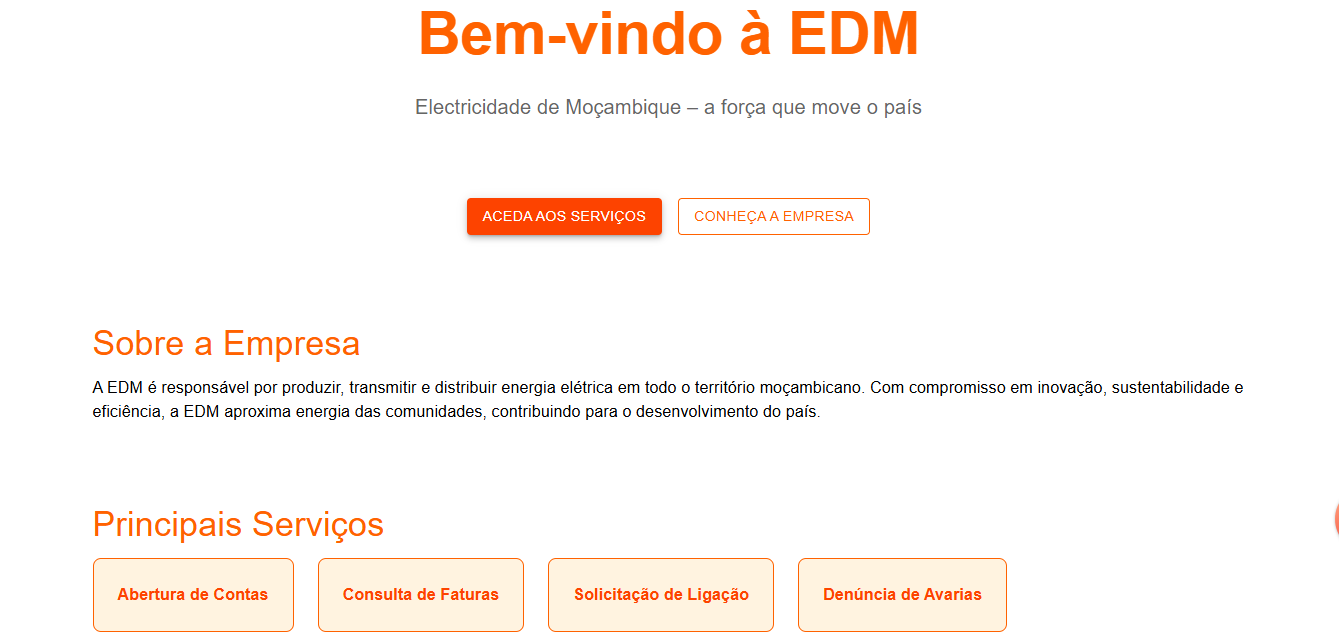 Bem-vindo à EDM
Electricidade de Moçambique – a força que move o país
ACEDA AOS SERVIÇOS
CONHEÇA A EMPRESA
Sobre a Empresa
A EDM é responsável por produzir, transmitir e distribuir energia elétrica em todo o território moçambicano. Com compromisso em inovação, sustentabilidade e
eficiência, a EDM aproxima energia das comunidades, contribuindo para o desenvolvimento do país.
Principais Serviços
Abertura de Contas
Consulta de Faturas
Solicitação de Ligação
Denúncia de Avarias